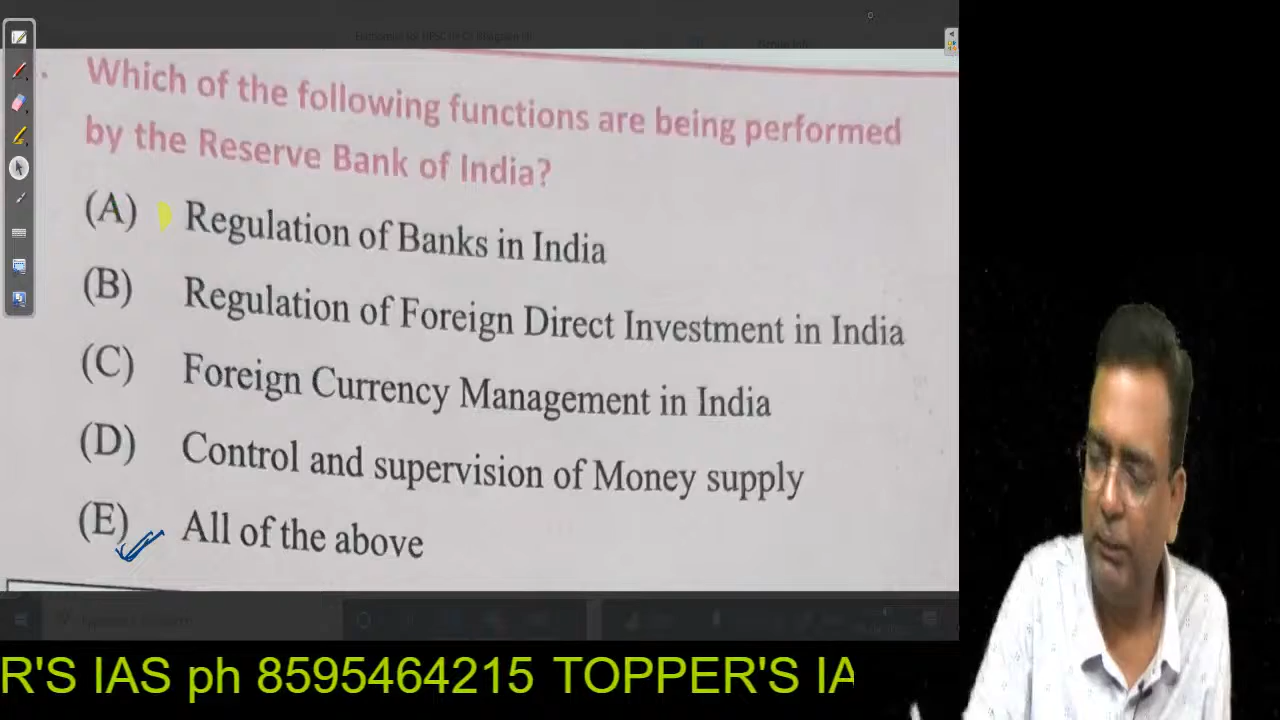 Which of the following functions are being performed
by the Reserve Bank of India?
(A) Regulation of Banks in India
(B) Regulation of Foreign Direct Investment in India
(C) Foreign Currency Management in India
(D) Control and supervision of Money supply
(E) All of the above
R'S IAS ph 8595464215 TOPPER'S IA